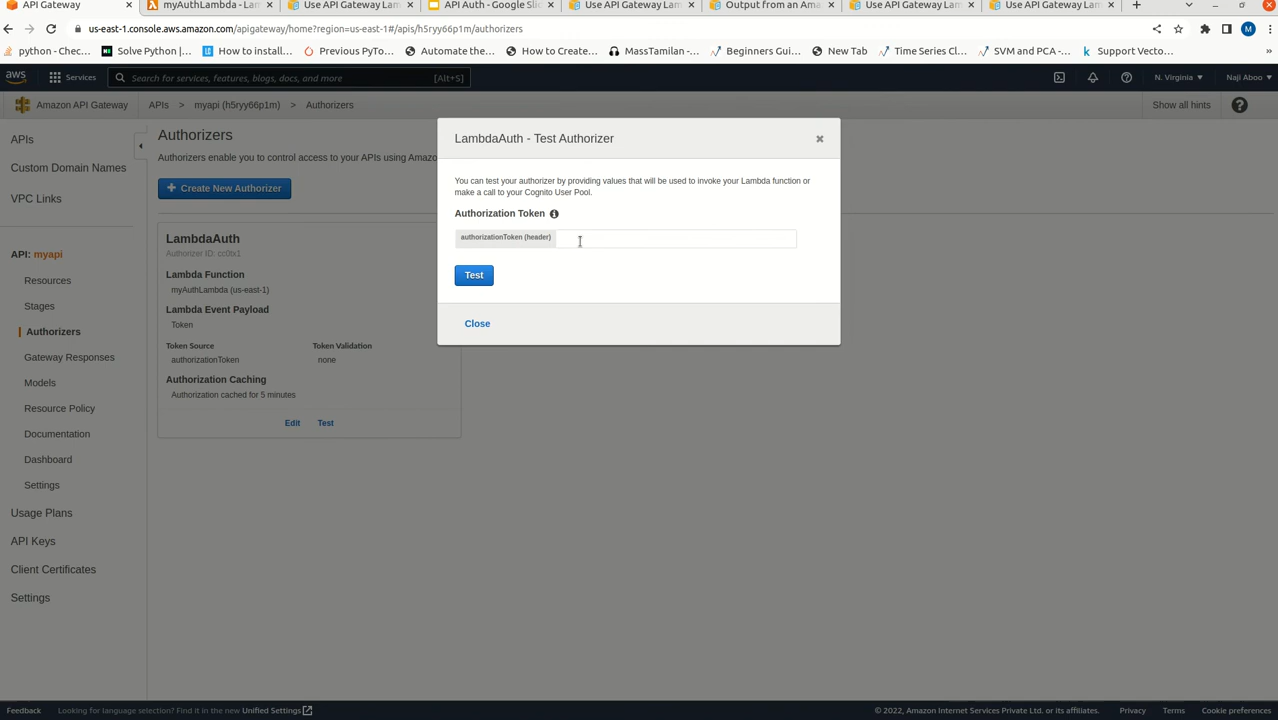 API Gateway
myAuthLambda - Lam
Use API Gateway Lam
API Auth - Google Slid
Use API Gateway Lam
Output from an Ama
Use API Gateway Lam
Use API Gateway Lam
us-east-1.console.aws.amazon.com/apigateway/home?region=us-east-1#/apis/h5ryy66p1m/authorizers
M
python - Chec...
Solve Python |...
How to install...
Previous PyTo...
Automate the...
How to Create...
MassTamilan -...
Beginners Gui...
New Tab
Time Series Cl...
SVM and PCA -...
Support Vecto...
»
aws
Services
Search for services, features, blogs, docs, and more
[Alt+S]
N. Virginia
Naji Aboo
Amazon API Gateway
APIs > myapi (h5ryy66p1m) > Authorizers
Show all hints
APIs
Custom Domain Names
VPC Links
API: myapi
Resources
Stages
Authorizers
Gateway Responses
Models
Resource Policy
Documentation
Dashboard
Settings
Usage Plans
API Keys
Client Certificates
Settings
Authorizers
Authorizers enable you to control access to your APIs using Amazo
+ Create New Authorizer
LambdaAuth
Authorizer ID: cc0tx1
Lambda Function
myAuthLambda (us-east-1)
Lambda Event Payload
Token
Token Source
Token Validation
authorizationToken
none
Authorization Caching
Authorization cached for 5 minutes
Edit
Test
LambdaAuth - Test Authorizer
You can test your authorizer by providing values that will be used to invoke your Lambda function or
make a call to your Cognito User Pool.
Authorization Token
authorizationToken (header)
Test
Close
Feedback
Looking for language selection? Find it in the new Unified Settings
© 2022, Amazon Internet Services Private Ltd. or its affiliates.
Privacy
Terms
Cookie preferences